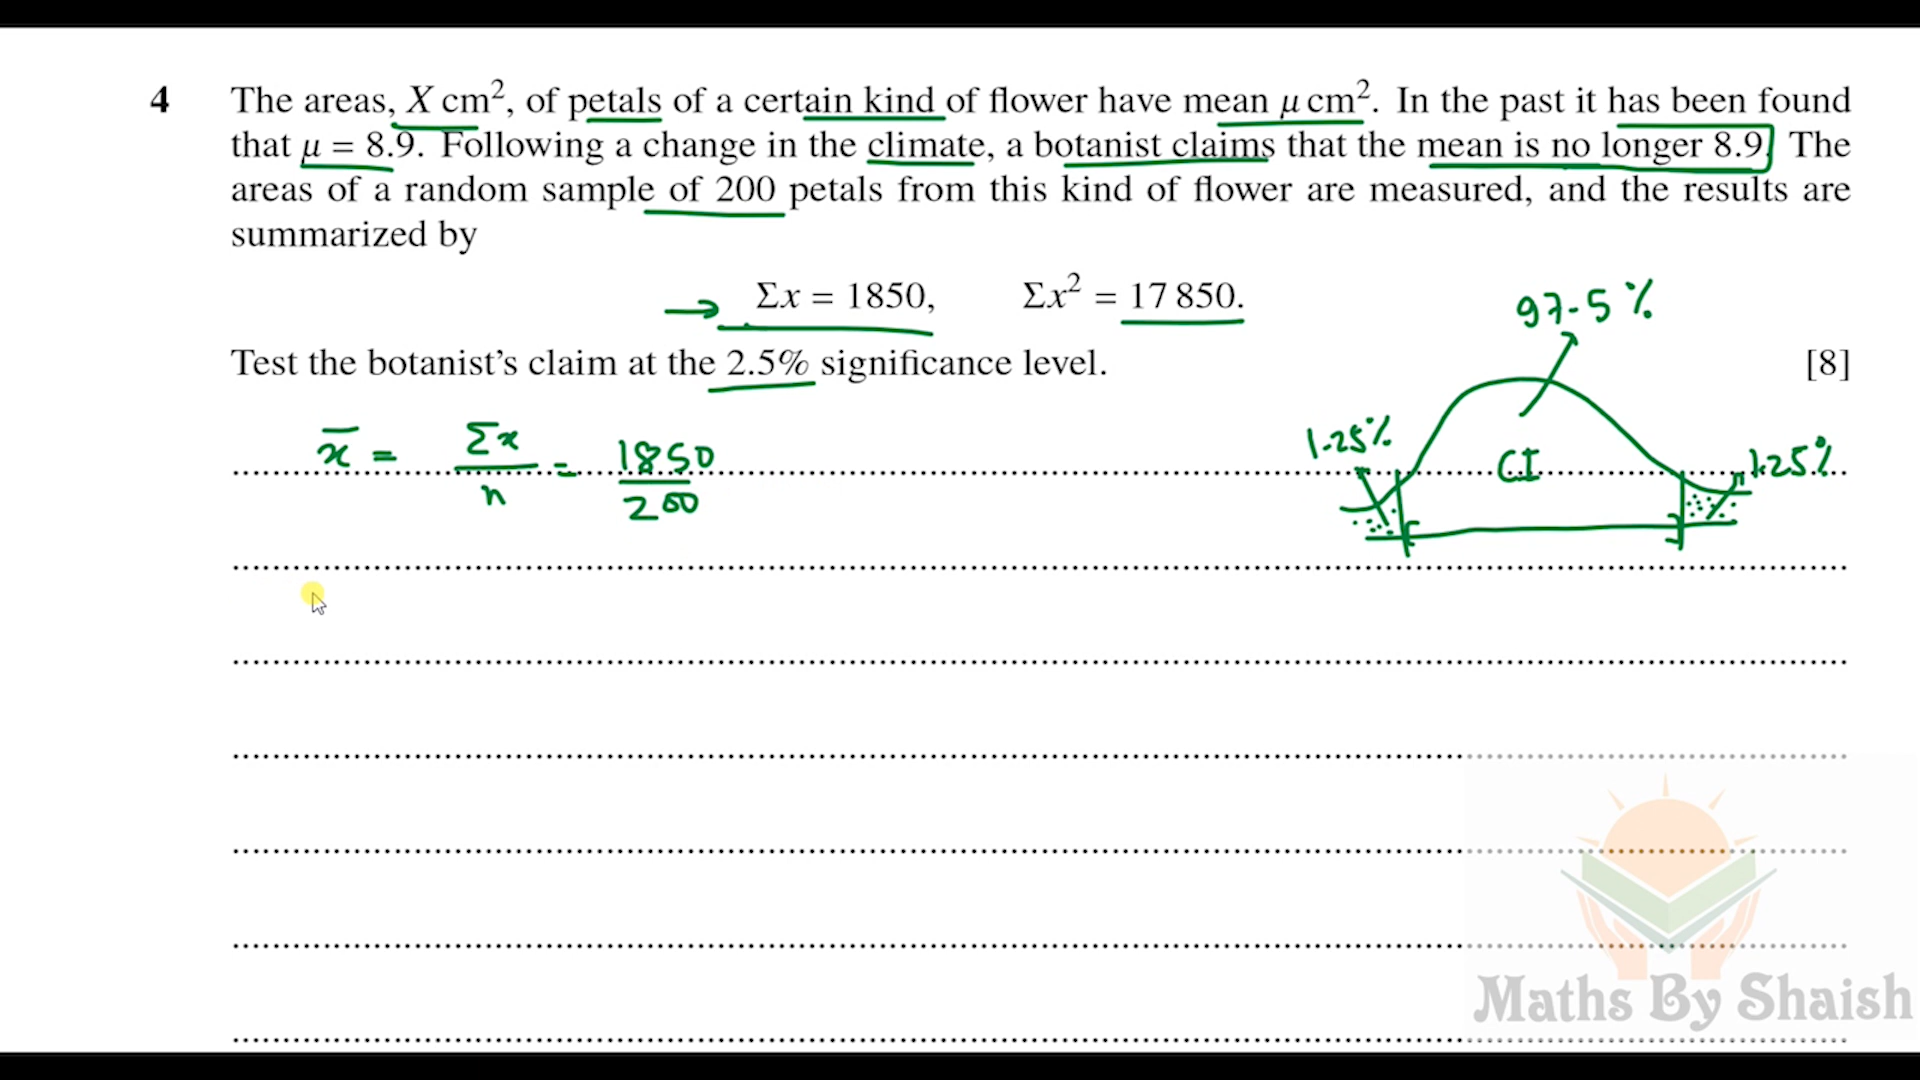 4 The areas, X cm², of petals of a certain kind of flower have mean μ cm². In the past it has been found
that μ = 8.9. Following a change in the climate, a botanist claims that the mean is no longer 8.9. The
areas of a random sample of 200 petals from this kind of flower are measured, and the results are
summarized by
Σx = 1850, Σx² = 17 850.
97.5 %
Test the botanist's claim at the 2.5% significance level. [8]
x̄ = Σx/n = 1850/200
1.25% CI 1.25%
Maths By Shaish